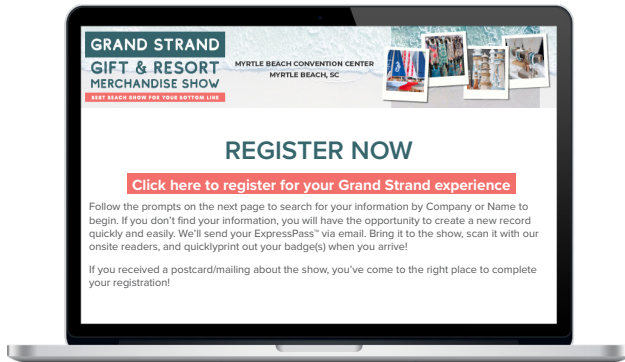 GRAND STRAND
GIFT & RESORT
MERCHANDISE SHOW
BEST BEACH SHOW FOR YOUR BOTTOM LINE
MYRTLE BEACH CONVENTION CENTER
MYRTLE BEACH, SC
REGISTER NOW
Click here to register for your Grand Strand experience
Follow the prompts on the next page to search for your information by Company or Name to
begin. If you don't find your information, you will have the opportunity to create a new record
quickly and easily. We'll send your ExpressPass™ via email. Bring it to the show, scan it with our
onsite readers, and quicklyprint out your badge(s) when you arrive!
If you received a postcard/mailing about the show, you've come to the right place to complete
your registration!